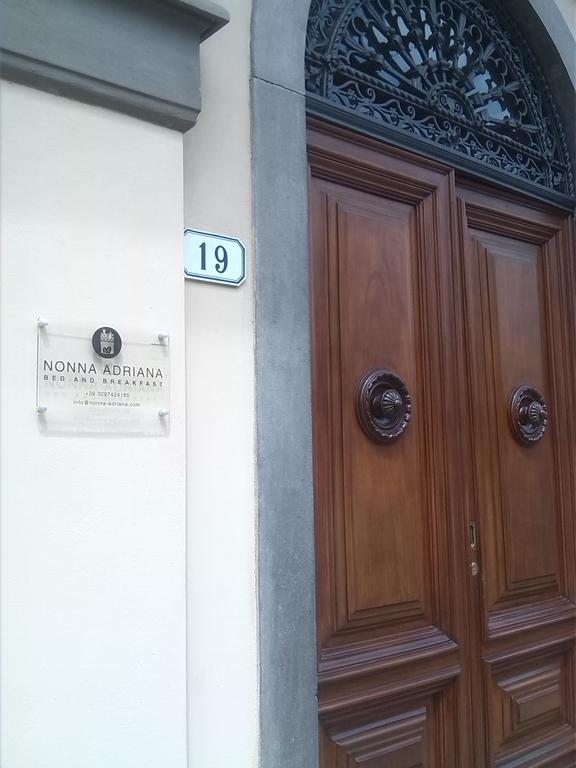 19
NONNA ADRIANA
BED AND BREAKFAST
+39 3297424185
info@nonna-adriana.com